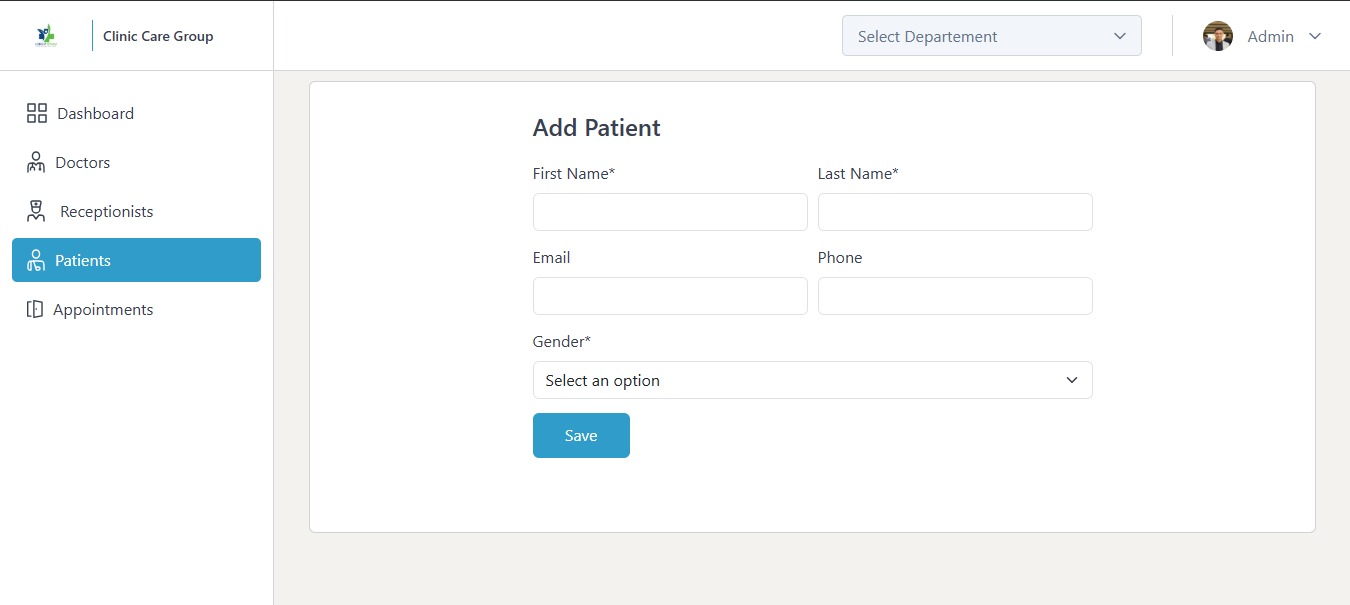 Clinic Care Group
Select Departement
Admin
Dashboard
Doctors
Receptionists
Patients
Appointments
Add Patient
First Name*
Last Name*
Email
Phone
Gender*
Select an option
Save